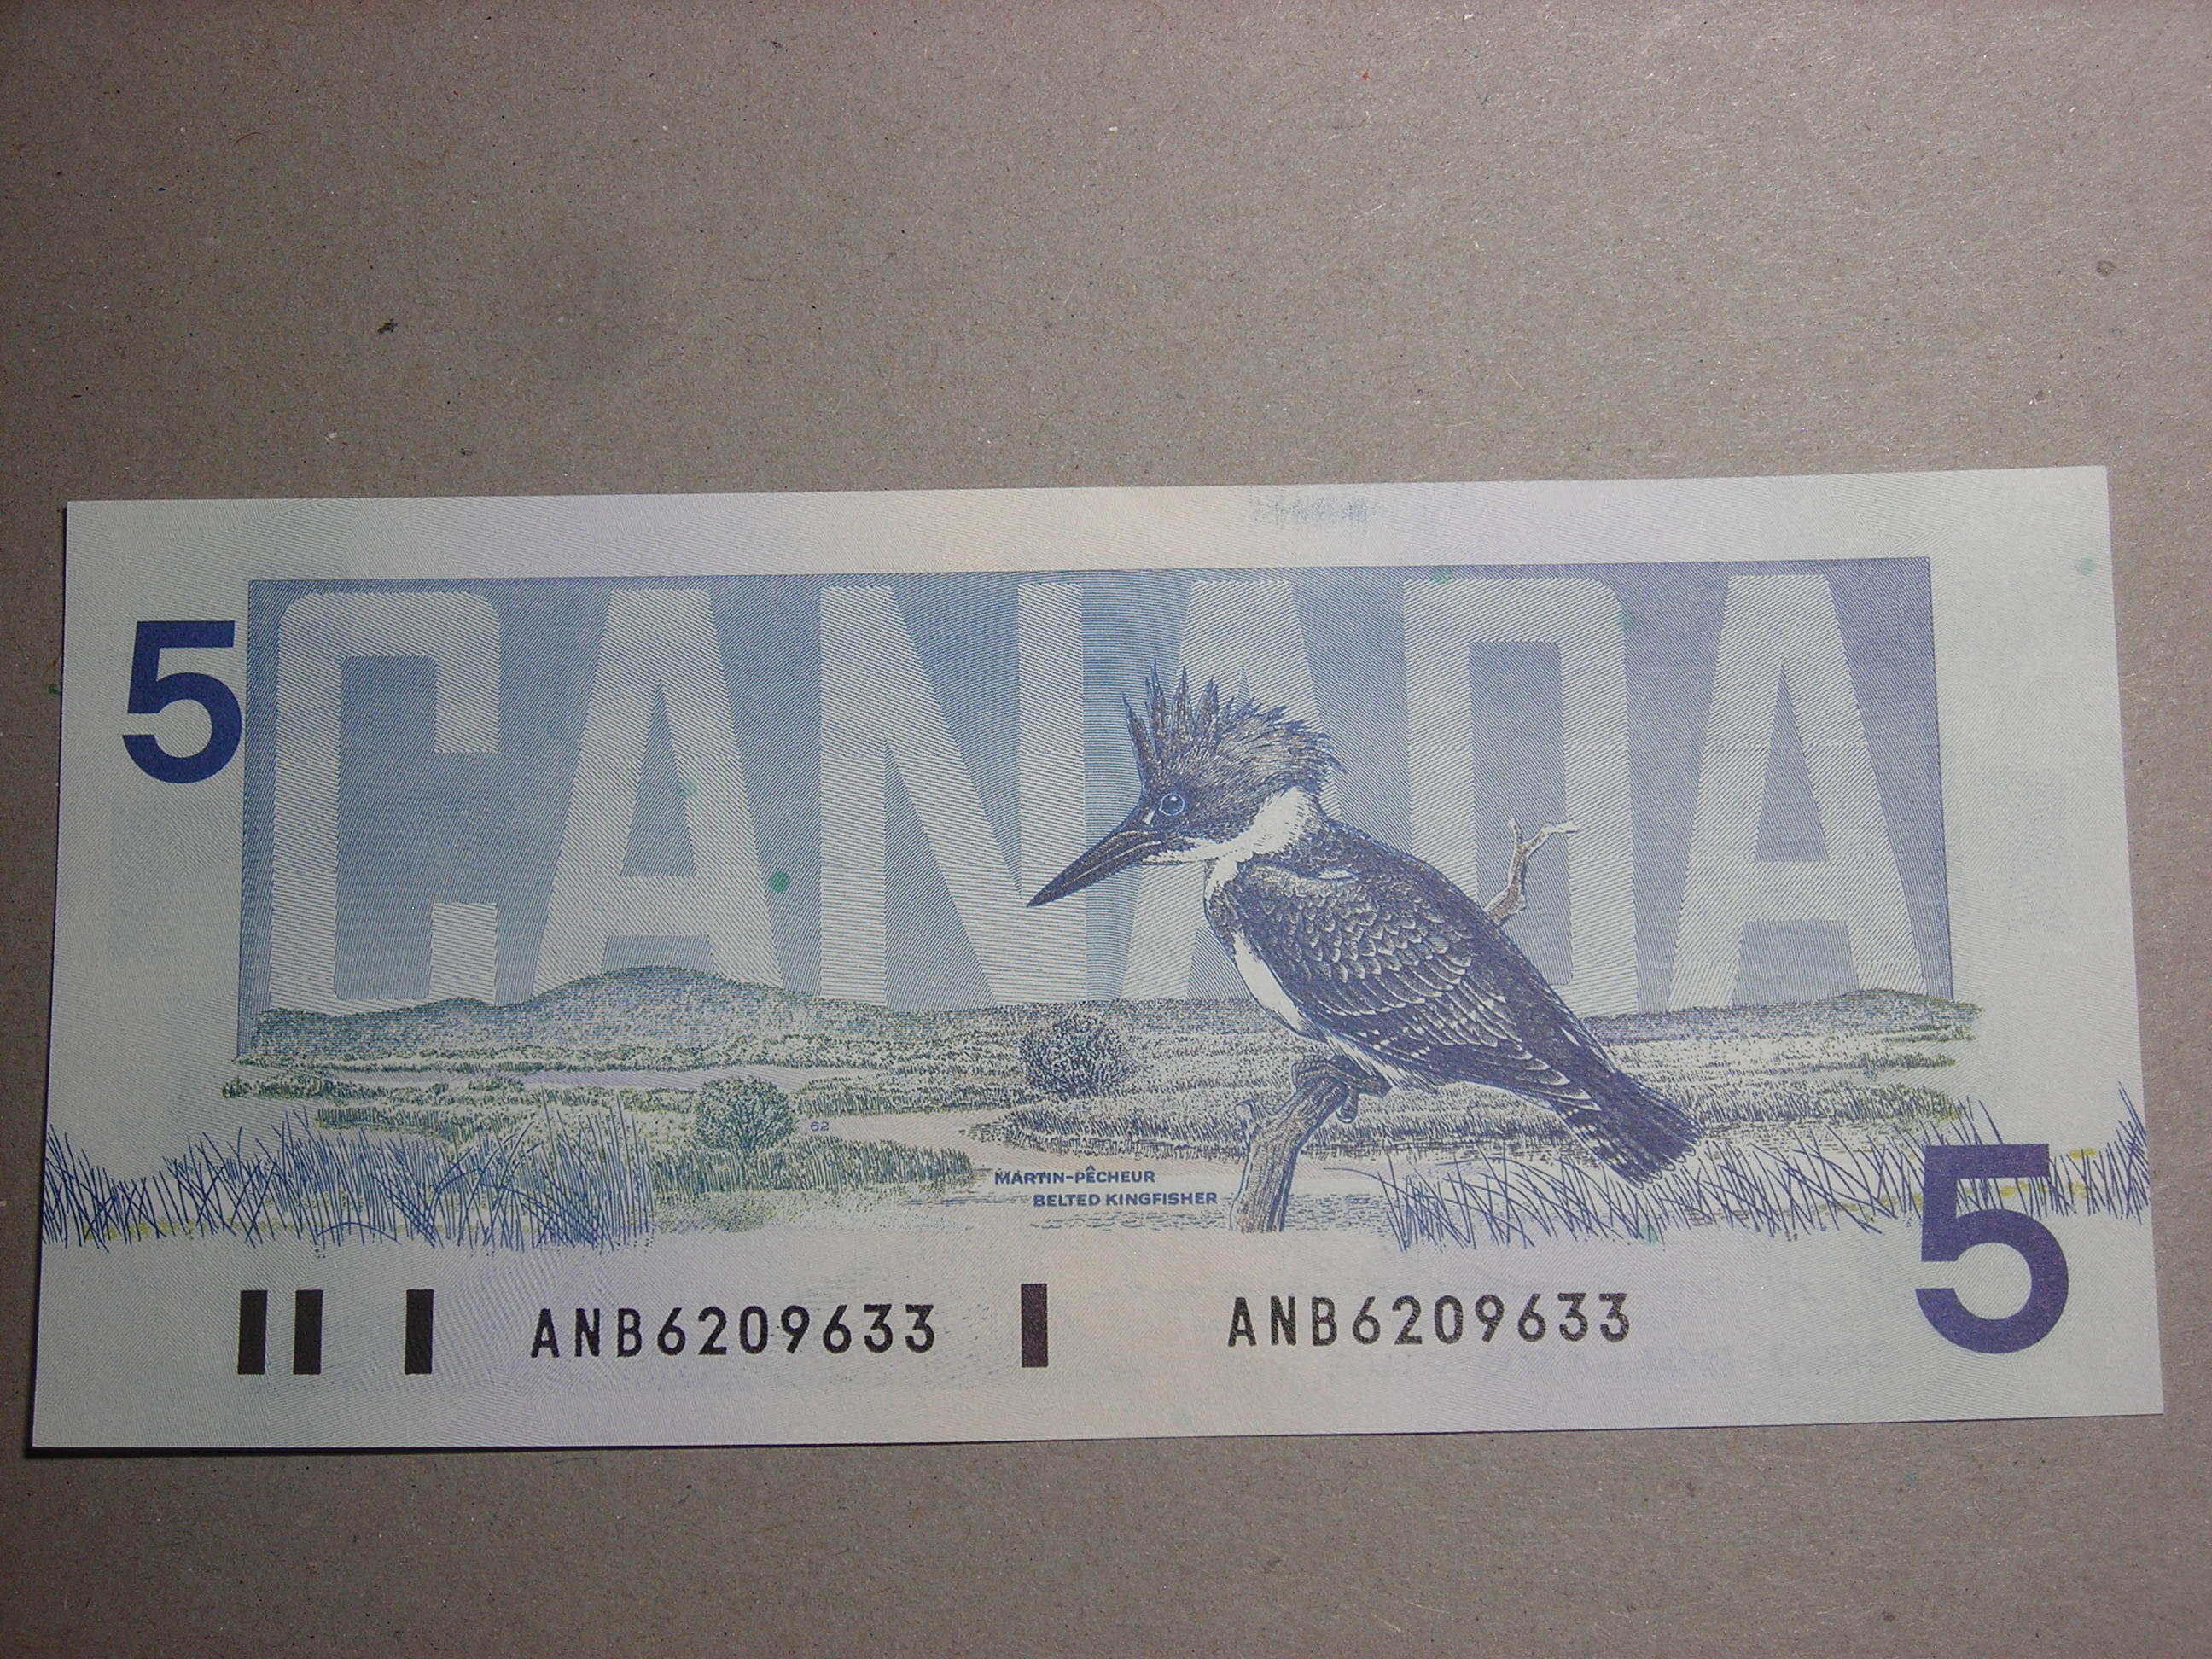 CANADA
5
62
MARTIN-PÊCHEUR
BELTED KINGFISHER
5
ANB6209633 ANB6209633